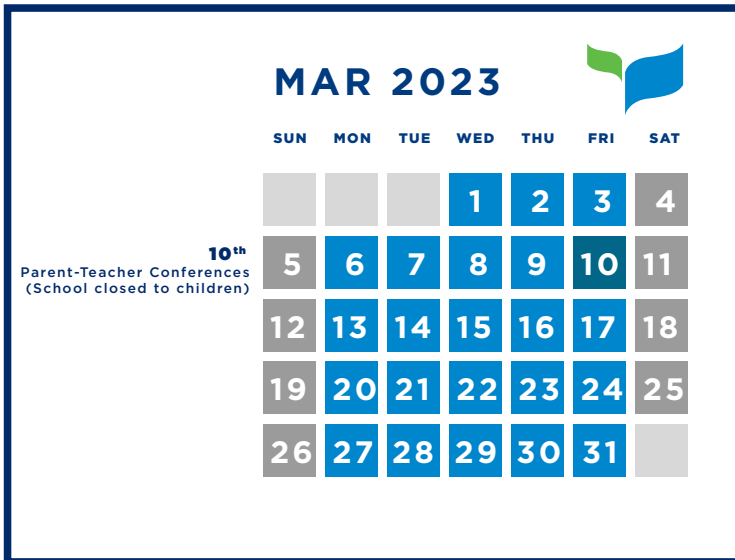 MAR 2023
SUN MON TUE WED THU FRI SAT
1 2 3 4
10th
Parent-Teacher Conferences
(School closed to children)
5 6 7 8 9 10 11
12 13 14 15 16 17 18
19 20 21 22 23 24 25
26 27 28 29 30 31